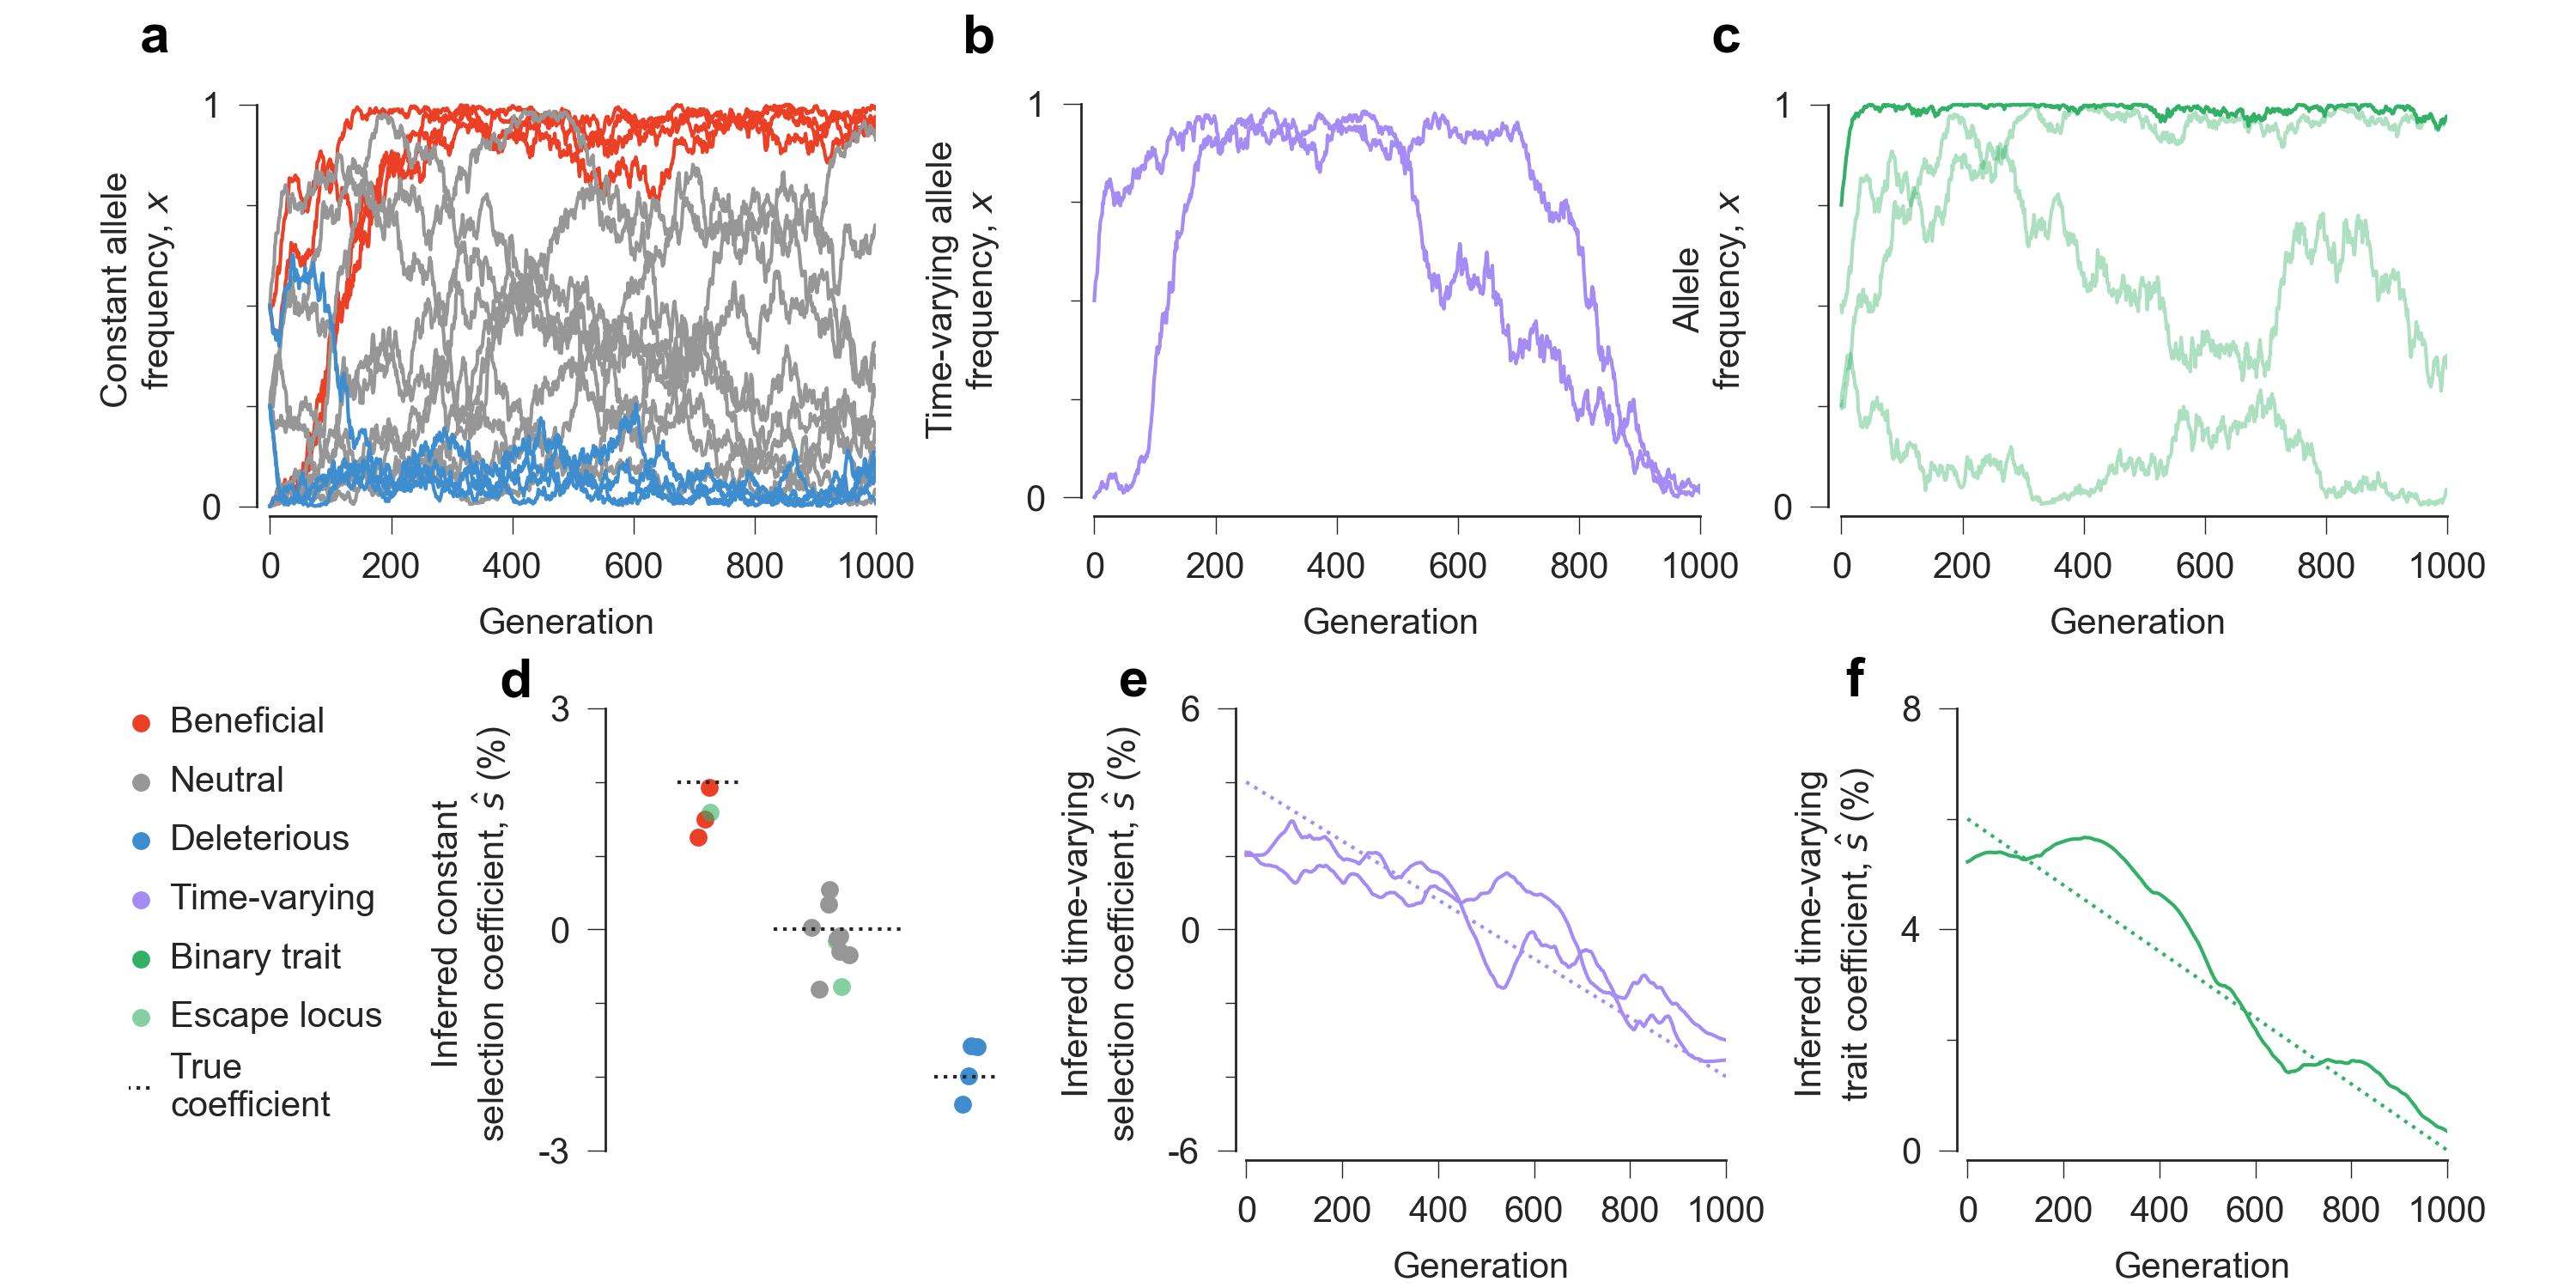 a
Constant allele
frequency, x
1
0
0 200 400 600 800 1000
Generation
b
Time-varying allele
frequency, x
1
0
0 200 400 600 800 1000
Generation
c
Allele
frequency, x
1
0
0 200 400 600 800 1000
Generation
Beneficial
Neutral
Deleterious
Time-varying
Binary trait
Escape locus
True
coefficient
d
Inferred constant
selection coefficient, ŝ (%)
3
0
-3
e
Inferred time-varying
selection coefficient, ŝ (%)
6
0
-6
0 200 400 600 800 1000
Generation
f
Inferred time-varying
trait coefficient, ŝ (%)
8
4
0
0 200 400 600 800 1000
Generation